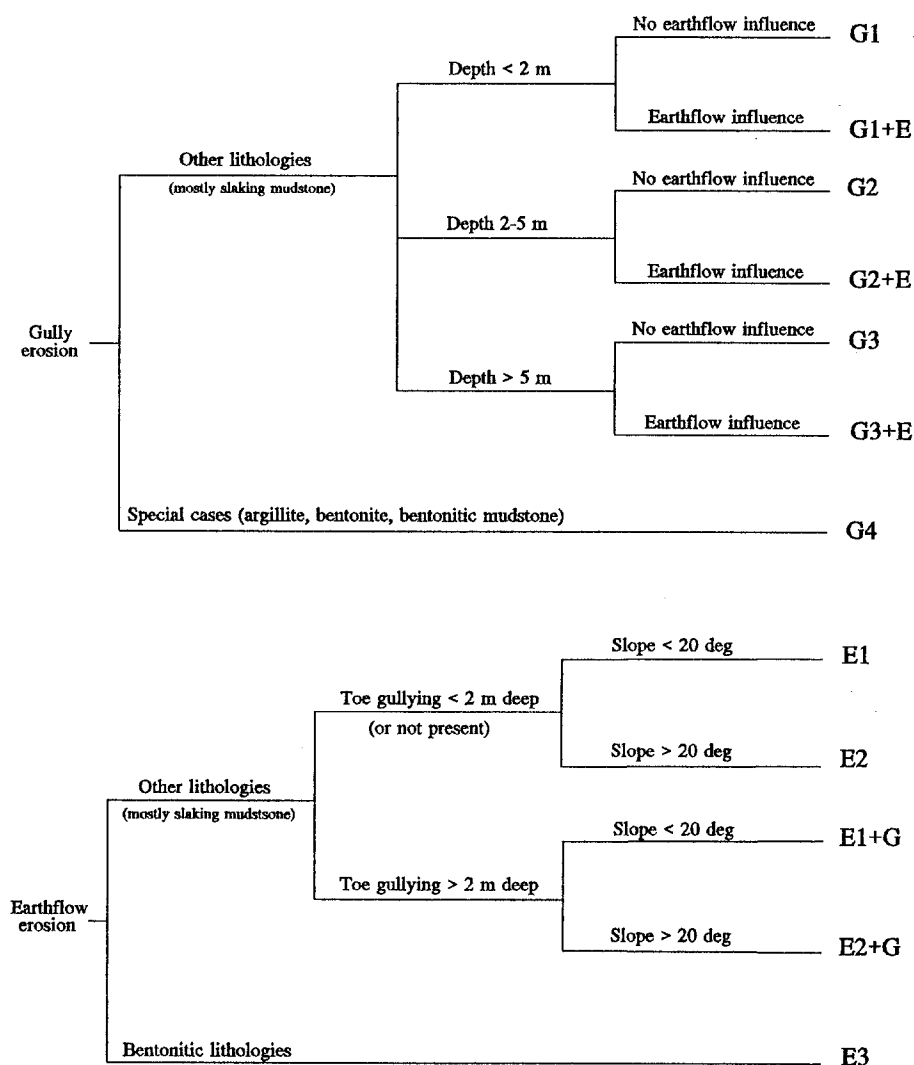 No earthflow influence G1
Depth < 2 m
Earthflow influence G1+E
Other lithologies
(mostly slaking mudstone)
No earthflow influence G2
Depth 2-5 m
Earthflow influence G2+E
Gully
erosion
No earthflow influence G3
Depth > 5 m
Earthflow influence G3+E
Special cases (argillite, bentonite, bentonitic mudstone) G4
Slope < 20 deg E1
Toe gullying < 2 m deep
(or not present)
Slope > 20 deg E2
Other lithologies
(mostly slaking mudstsone)
Slope < 20 deg E1+G
Toe gullying > 2 m deep
Earthflow
erosion
Slope > 20 deg E2+G
Bentonitic lithologies E3